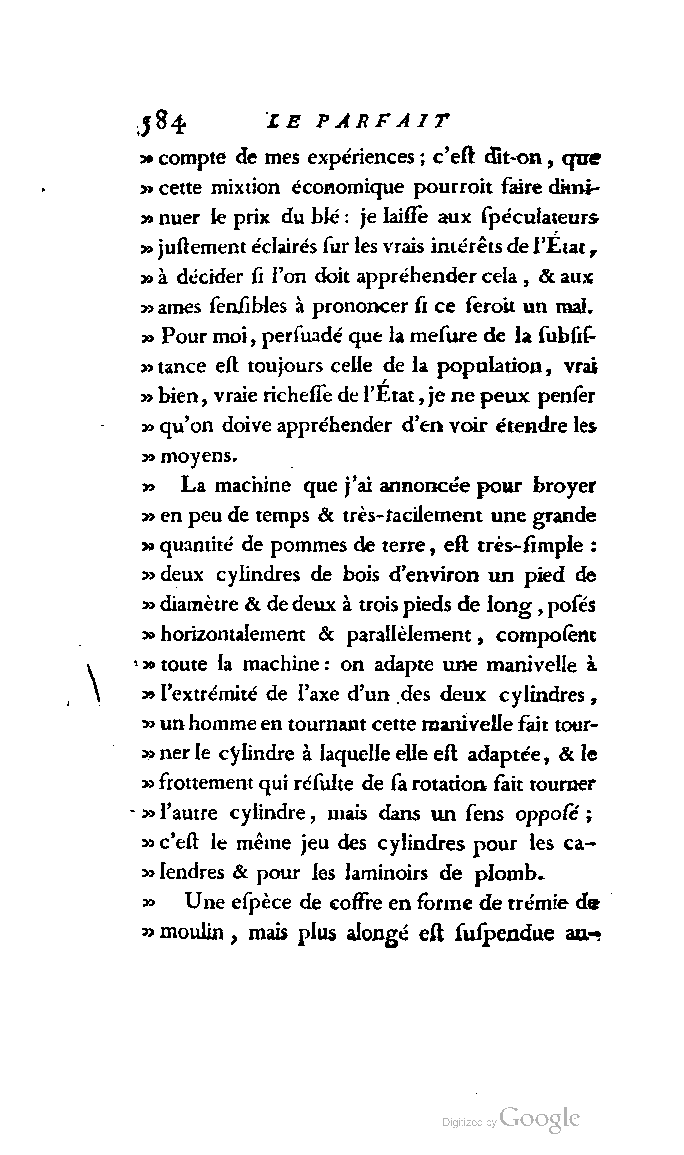 584 LE PARFAIT
» compte de mes expériences ; c'eſt dit-on, que
» cette mixtion économique pourroit faire dimi-
» nuer le prix du blé : je laiſſe aux ſpéculateurs
» juſtement éclairés ſur les vrais intérêts de l'État,
» à décider ſi l'on doit appréhender cela, & aux
» ames ſenſibles à prononcer ſi ce ſeroit un mal.
» Pour moi, perſuadé que la meſure de la ſubſiſ-
» tance eſt toujours celle de la population, vrai
» bien, vraie richeſſe de l'État, je ne peux penſer
» qu'on doive appréhender d'en voir étendre les
» moyens.
» La machine que j'ai annoncée pour broyer
» en peu de temps & très-facilement une grande
» quantité de pommes de terre, eſt très-ſimple :
» deux cylindres de bois d'environ un pied de
» diamètre & de deux à trois pieds de long, poſés
» horizontalement & parallèlement, compoſent
» toute la machine : on adapte une manivelle à
» l'extrémité de l'axe d'un des deux cylindres,
» un homme en tournant cette manivelle fait tour-
» ner le cylindre à laquelle elle eſt adaptée, & le
» frottement qui réſulte de ſa rotation fait tourner
» l'autre cylindre, mais dans un ſens oppoſé ;
» c'eſt le même jeu des cylindres pour les ca-
» lendres & pour les laminoirs de plomb.
» Une eſpèce de coffre en forme de trémie de
» moulin, mais plus alongé eſt ſuſpendue au-
Digitized by Google